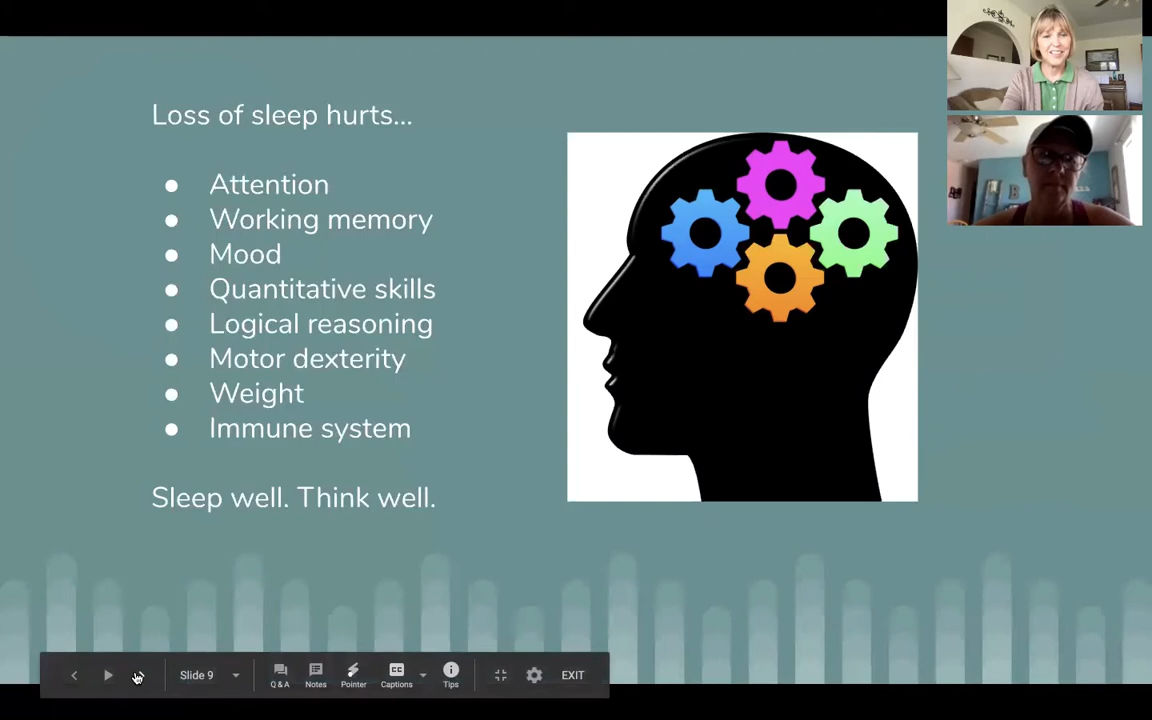 Loss of sleep hurts...
● Attention
● Working memory
● Mood
● Quantitative skills
● Logical reasoning
● Motor dexterity
● Weight
● Immune system
Sleep well. Think well.
B
Slide 9
Q & A
Notes
Pointer
CC
Captions
Tips
EXIT